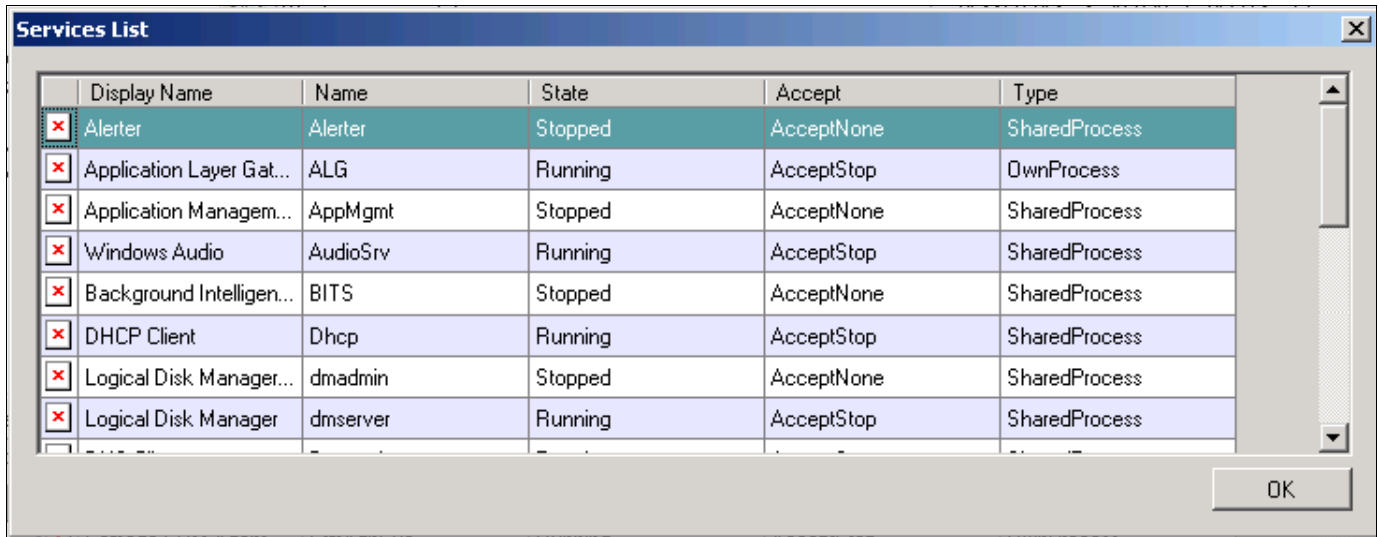 Services List
Display Name Name State Accept Type
Alerter Alerter Stopped AcceptNone SharedProcess
Application Layer Gat... ALG Running AcceptStop OwnProcess
Application Managem... AppMgmt Stopped AcceptNone SharedProcess
Windows Audio AudioSrv Running AcceptStop SharedProcess
Background Intelligen... BITS Stopped AcceptNone SharedProcess
DHCP Client Dhcp Running AcceptStop SharedProcess
Logical Disk Manager... dmadmin Stopped AcceptNone SharedProcess
Logical Disk Manager dmserver Running AcceptStop SharedProcess
OK